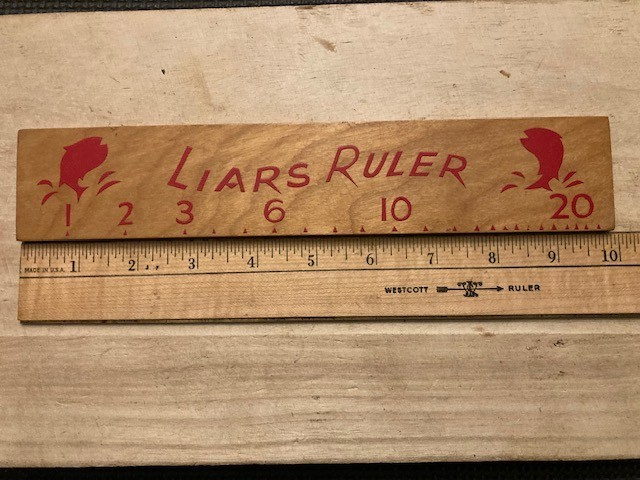 LIARS RULER
1 2 3 6 10 20
1 2 3 4 5 6 7 8 9 10
MADE IN U.S.A.
WESTCOTT RULER